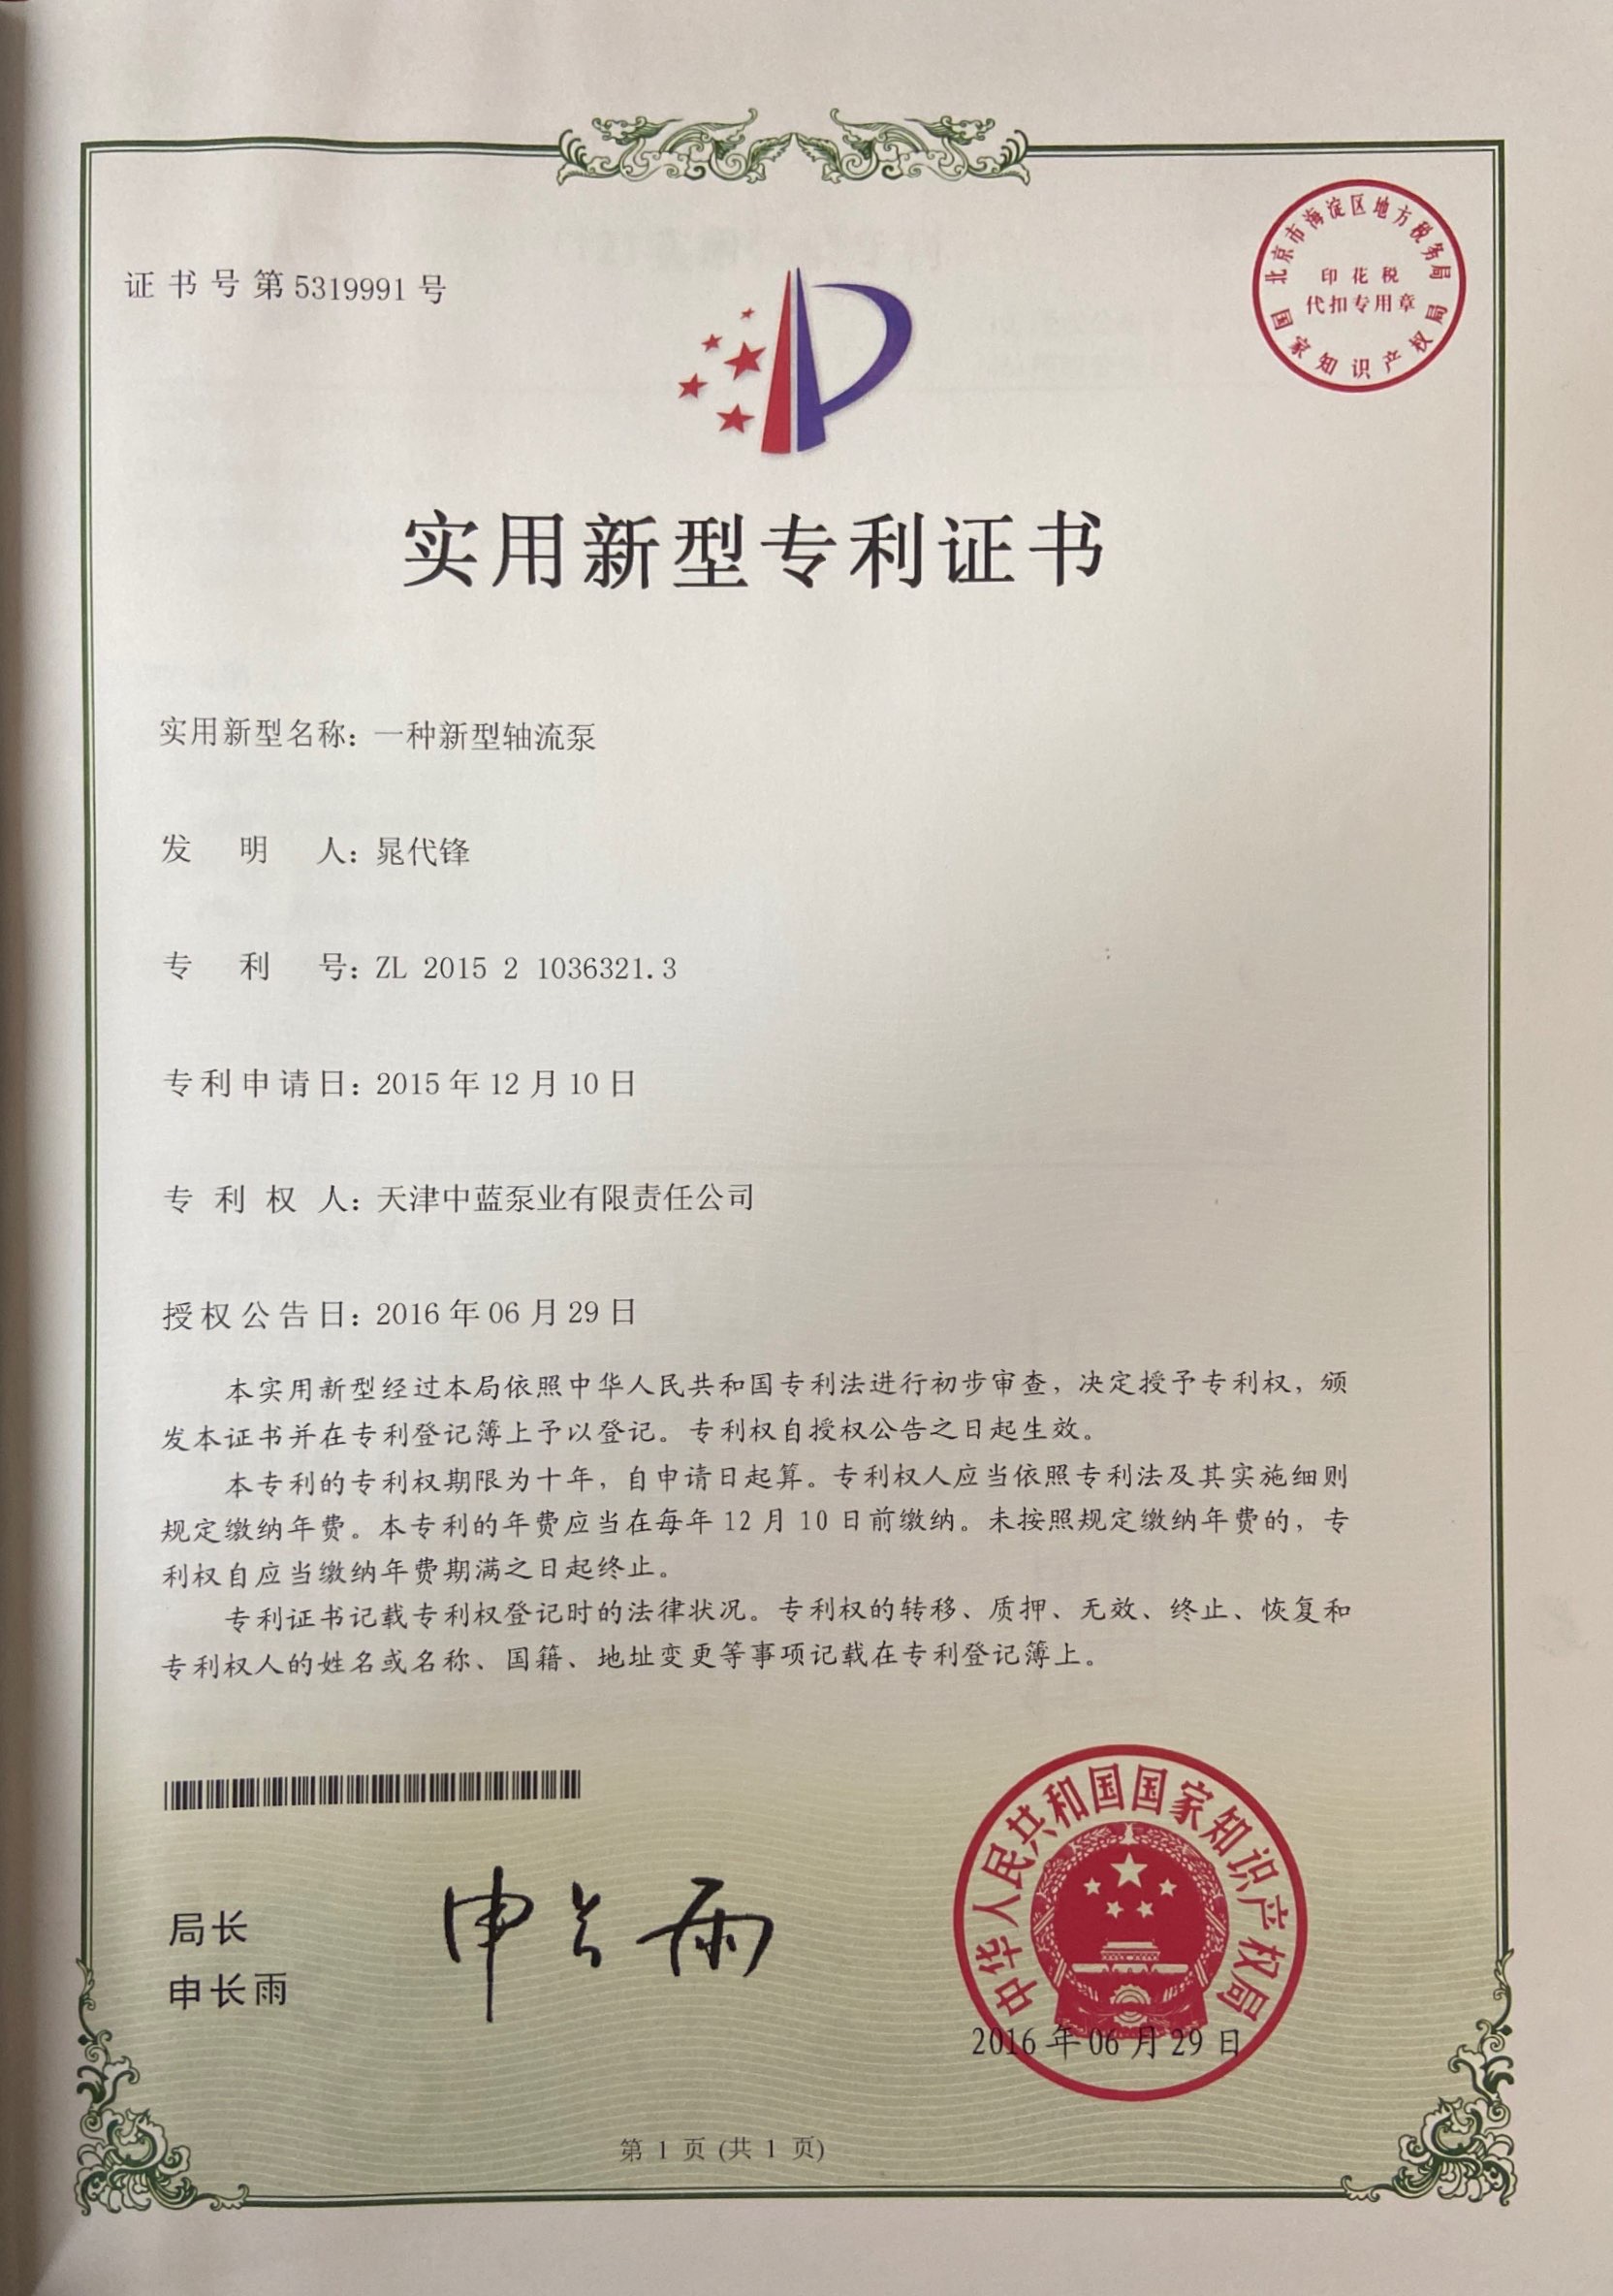 证书号第5319991号
北京市海淀区地方税务局
印花税
代扣专用章
国家知识产权局
实用新型专利证书
实用新型名称：一种新型轴流泵
发明人：晁代锋
专利号：ZL 2015 2 1036321.3
专利申请日：2015年12月10日
专利权人：天津中蓝泵业有限责任公司
授权公告日：2016年06月29日
本实用新型经过本局依照中华人民共和国专利法进行初步审查，决定授予专利权，颁
发本证书并在专利登记簿上予以登记。专利权自授权公告之日起生效。
本专利的专利权期限为十年，自申请日起算。专利权人应当依照专利法及其实施细则
规定缴纳年费。本专利的年费应当在每年12月10日前缴纳。未按照规定缴纳年费的，专
利权自应当缴纳年费期满之日起终止。
专利证书记载专利权登记时的法律状况。专利权的转移、质押、无效、终止、恢复和
专利权人的姓名或名称、国籍、地址变更等事项记载在专利登记簿上。
局长
申长雨
申长雨
中华人民共和国国家知识产权局
2016年06月29日
第1页(共1页)